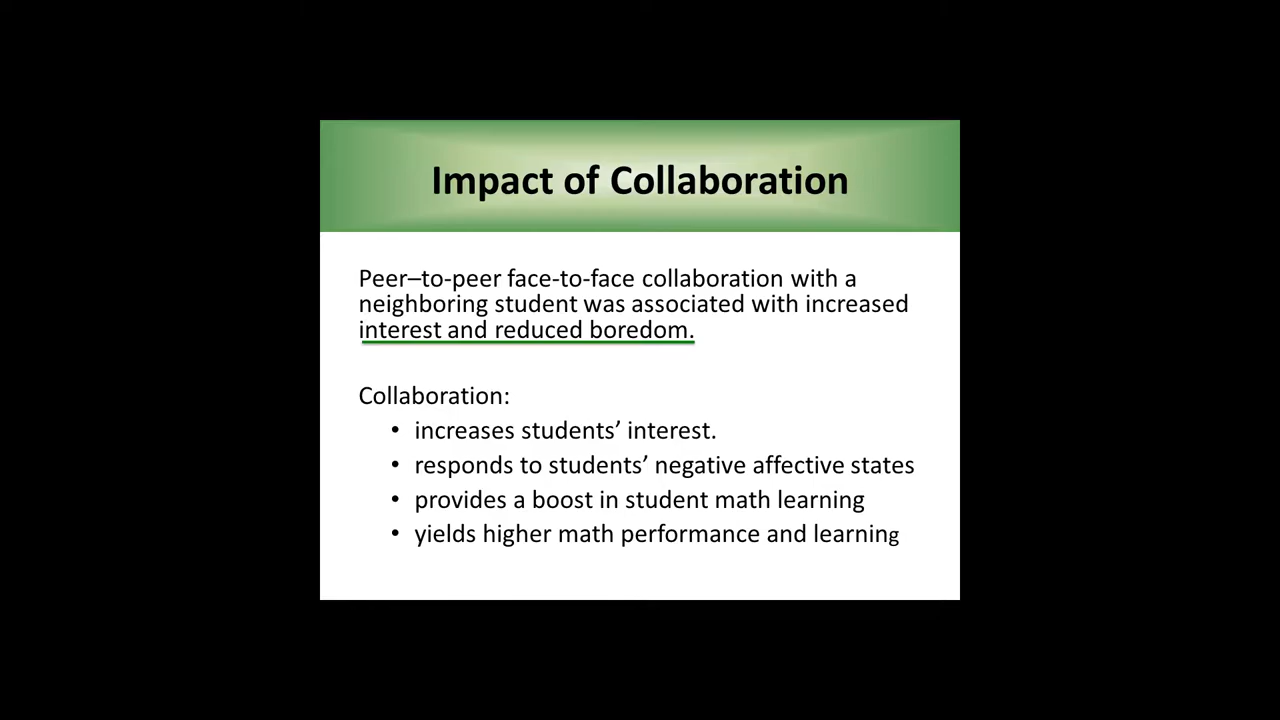 Impact of Collaboration
Peer–to-peer face-to-face collaboration with a
neighboring student was associated with increased
interest and reduced boredom.
Collaboration:
• increases students’ interest.
• responds to students’ negative affective states
• provides a boost in student math learning
• yields higher math performance and learning